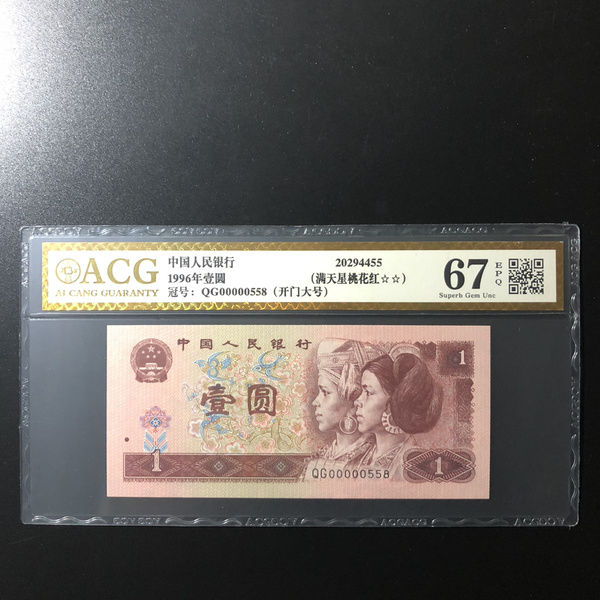 ACG
AI CANG GUARANTY
中国人民银行
1996年壹圆
冠号：QG00000558（开门大号）
20294455
（满天星桃花红☆☆）
67
EPQ
Superb Gem Unc
中国人民银行
1
壹圆
1
QG00000558
1